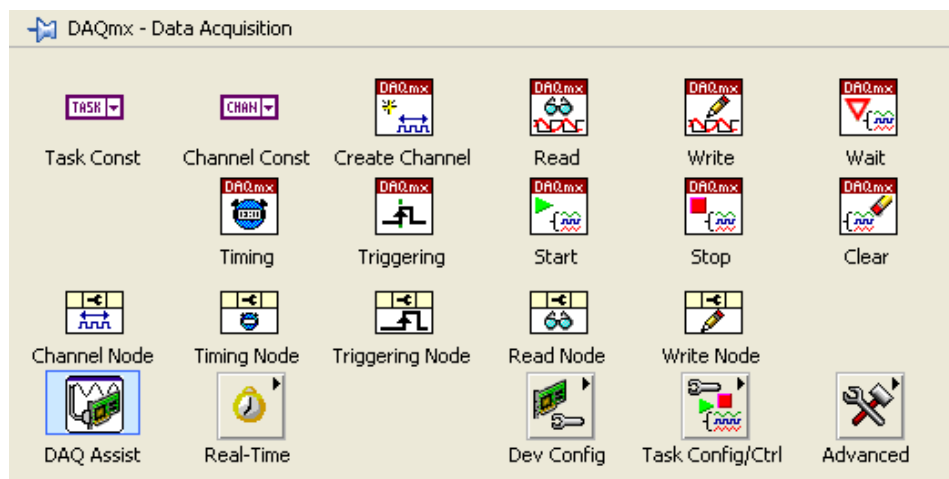 DAQmx - Data Acquisition
TASK CHAN DAQmx DAQmx DAQmx DAQmx
Task Const Channel Const Create Channel Read Write Wait
DAQmx DAQmx DAQmx DAQmx DAQmx
Timing Triggering Start Stop Clear
Channel Node Timing Node Triggering Node Read Node Write Node
DAQ Assist Real-Time Dev Config Task Config/Ctrl Advanced